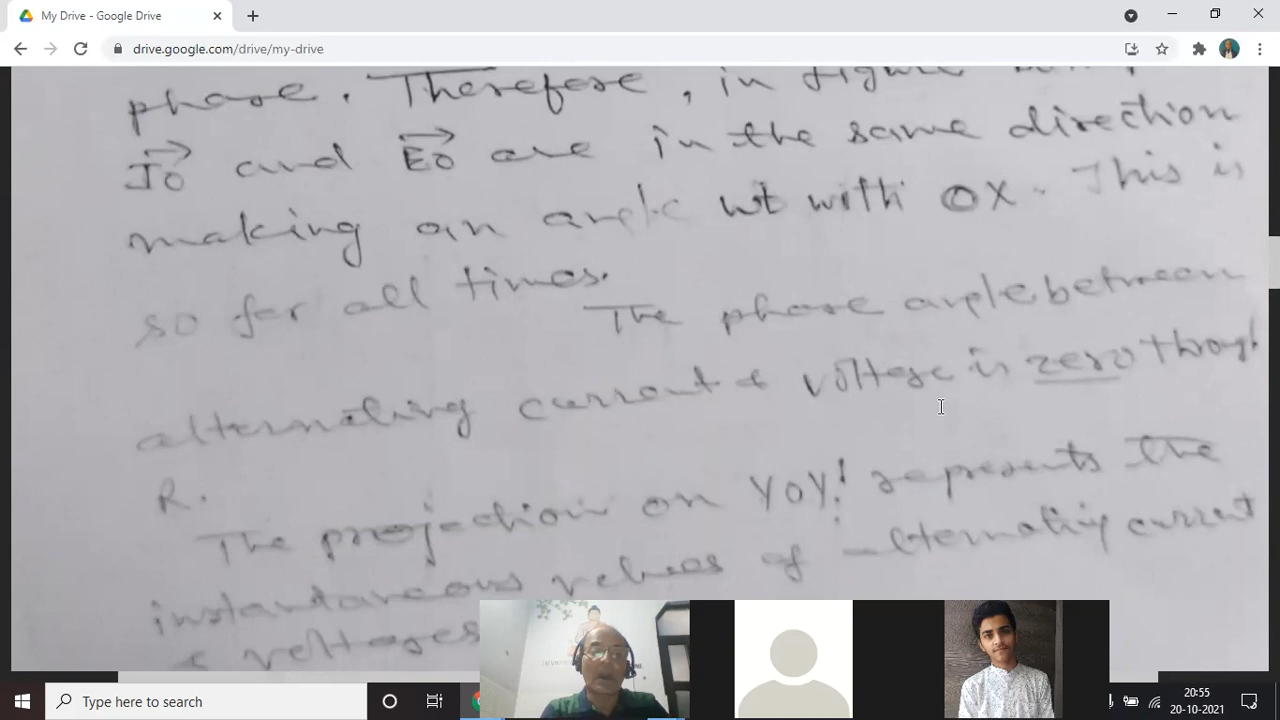 My Drive - Google Drive
drive.google.com/drive/my-drive
phase. Therefore, in figure
I0 and E0 are in the same direction
making an angle wt with OX. This is
so for all times.
The phase angle between
alternating current & voltage is zero though
R.
The projection on YOY' represents the
instantaneous values of alternating current
& voltages
Type here to search
20:55
20-10-2021